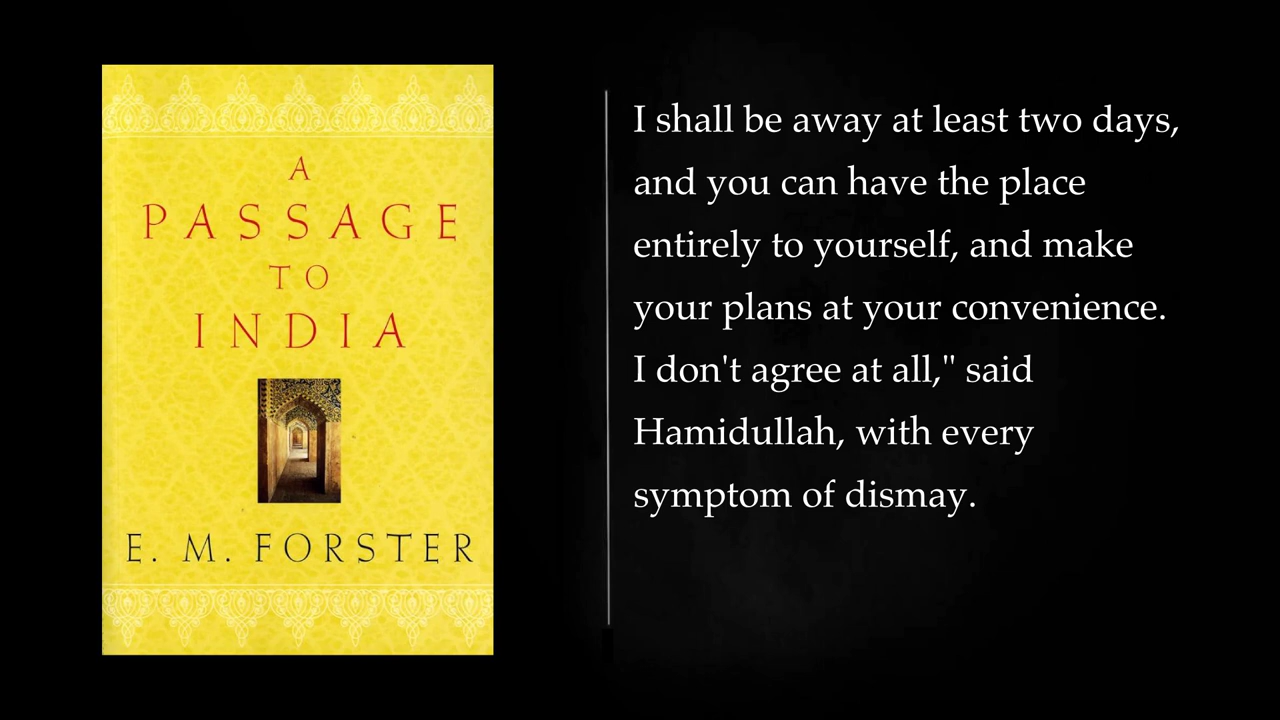 A
PASSAGE
TO
INDIA
E. M. FORSTER
I shall be away at least two days,
and you can have the place
entirely to yourself, and make
your plans at your convenience.
I don't agree at all," said
Hamidullah, with every
symptom of dismay.